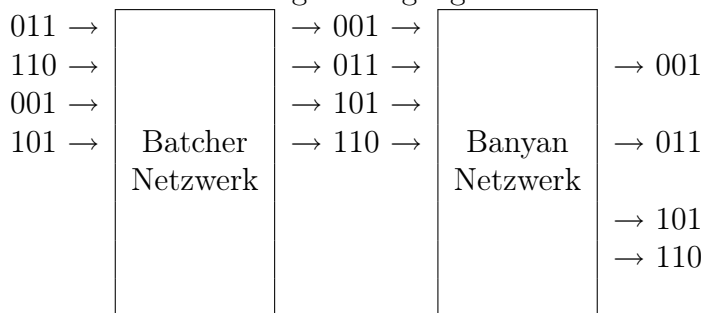 011 → → 001 →
110 → → 011 → → 001
001 → → 101 →
101 → Batcher → 110 → Banyan → 011
Netzwerk Netzwerk
→ 101
→ 110